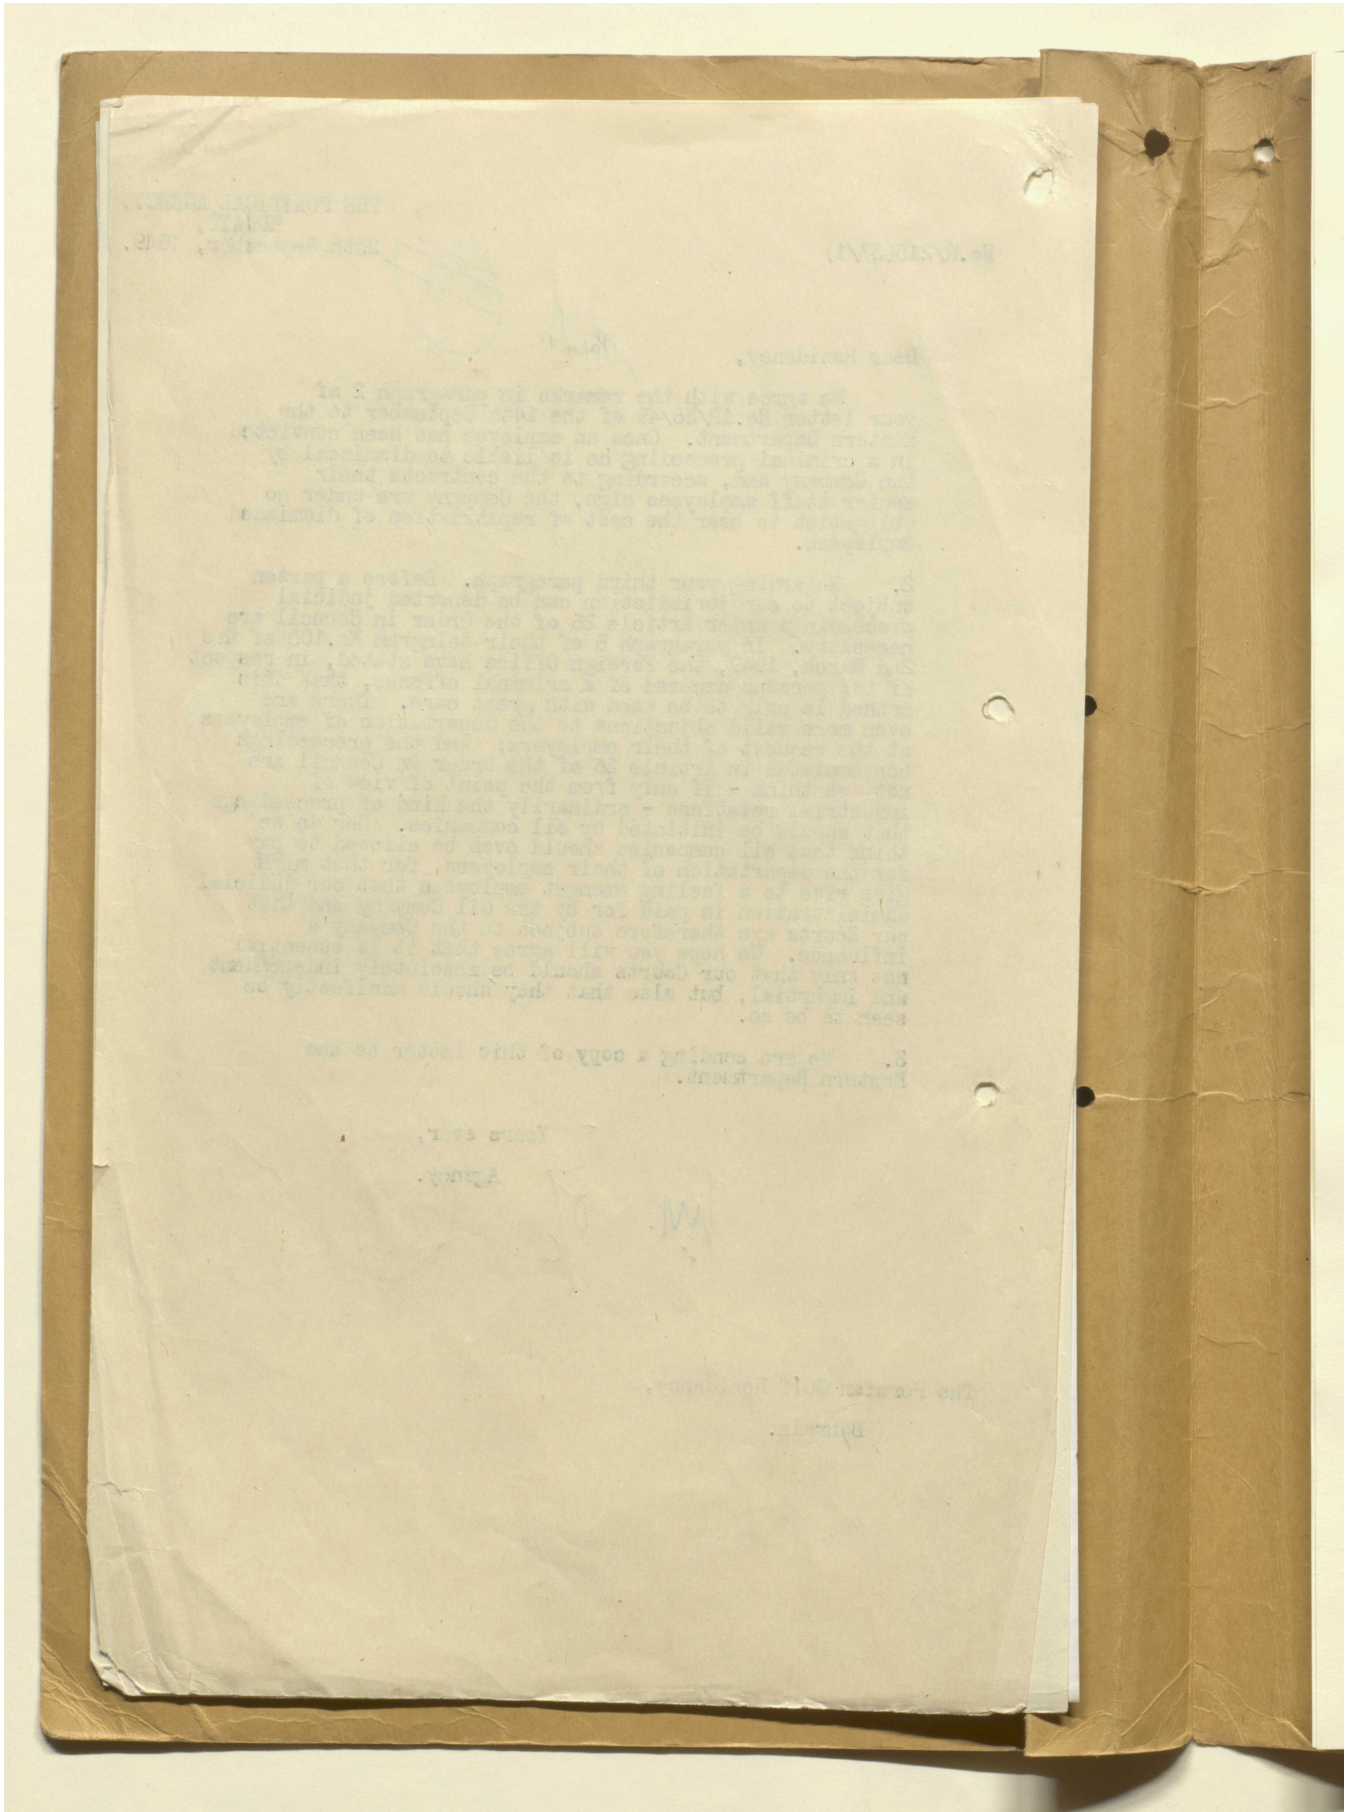 THE POLITICAL AGENCY,
KUWAIT,
25th September, 1949.
Dear Residency,
We agree with the remarks in paragraph 2 of
your letter of the September to the
Eastern Department. Once an employee has been convicted
in a criminal proceeding he is liable to dismissal by
the Company and, according to the contracts their
senior staff employees sign, the Company are under no
obligation to bear the cost of repatriation of dismissed
employees.
2. Regarding your third paragraph. Before a person
subject to our jurisdiction can be deported judicial
proceedings under Article 26 of the Order in Council are
necessary. In paragraph of their telegram No.108 of the
2nd March, 1949, the Foreign Office have stated, in respect
of the persons accused of a criminal offence, that this
method is only to be used with great care. There are
even more valid objections to the deportation of employees
at the request of their employers; and the proceedings
contemplated in Article 26 of the Order in Council are
not, we think - if only from the point of view of
industrial relations - ordinarily the kind of proceedings
that should be initiated by oil companies. Nor do we
think that oil companies should even be allowed to pay
for the deportation of their employees, for that might
give rise to a feeling amongst employees that our judicial
administration is paid for by the Oil Company and that
our Courts are therefore subject to the Company's
influence. We hope you will agree that it is essential
not only that our Courts should be absolutely independent
and impartial, but also that they should manifestly be
seen to be so.
3. We are sending a copy of this letter to the
Eastern Department.
Yours ever,
Agency.
The Persian Gulf Residency,
Bahrain.